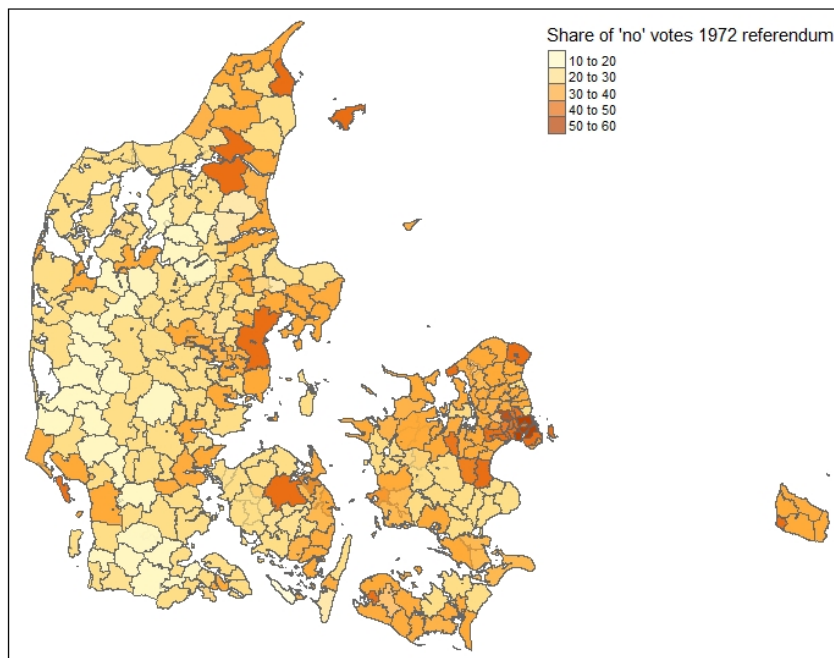 Share of 'no' votes 1972 referendum
10 to 20
20 to 30
30 to 40
40 to 50
50 to 60